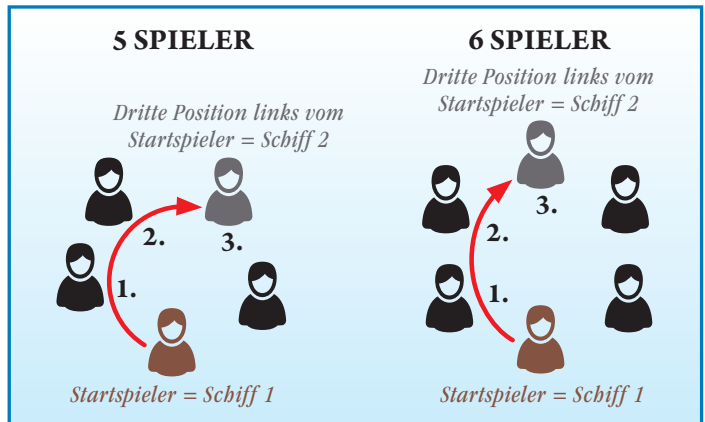 5 SPIELER
Dritte Position links vom
Startspieler = Schiff 2
2.
3.
1.
Startspieler = Schiff 1
6 SPIELER
Dritte Position links vom
Startspieler = Schiff 2
3.
2.
1.
Startspieler = Schiff 1